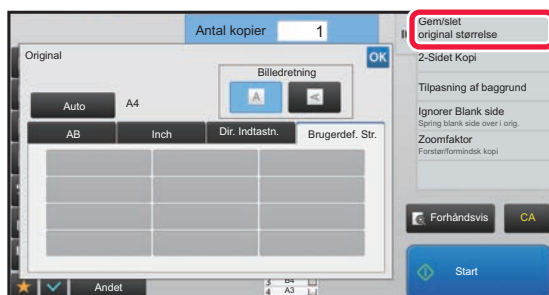 Antal kopier
1
Original
OK
Billedretning
A
A
Auto
A4
AB
Inch
Dir. Indtastn.
Brugerdef. Str.
Andet
3 B4
4 A3
Gem/slet
original størrelse
2-Sidet Kopi
Tilpasning af baggrund
Ignorer Blank side
Spring blank side over i orig.
Zoomfaktor
Forstør/formindsk kopi
Forhåndsvis
CA
Start